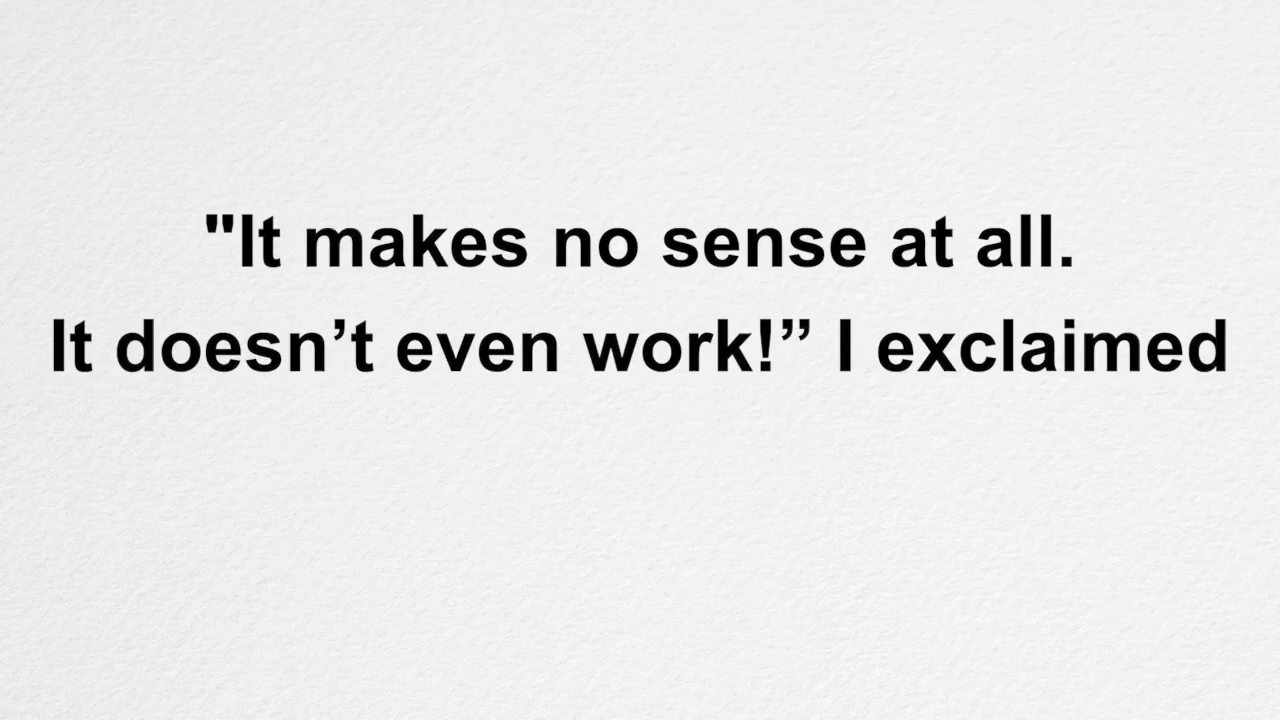 "It makes no sense at all.
It doesn’t even work!” I exclaimed